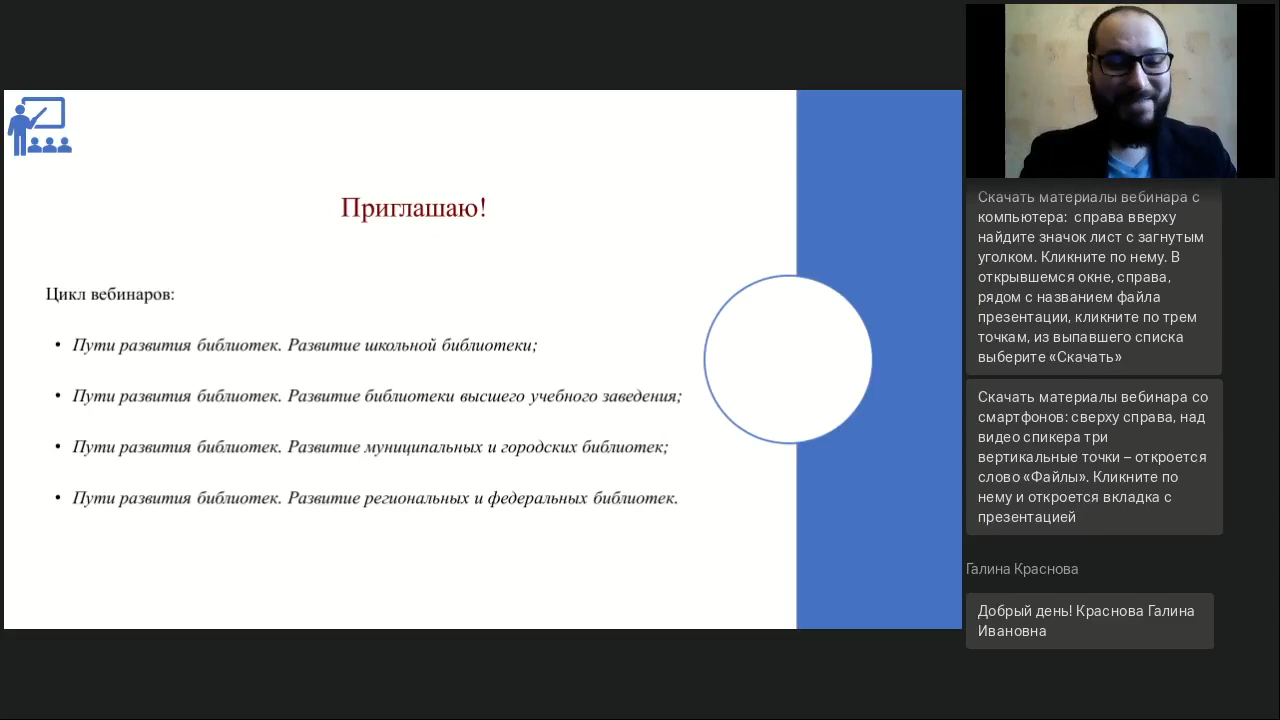 Приглашаю!
Цикл вебинаров:
• Пути развития библиотек. Развитие школьной библиотеки;
• Пути развития библиотек. Развитие библиотеки высшего учебного заведения;
• Пути развития библиотек. Развитие муниципальных и городских библиотек;
• Пути развития библиотек. Развитие региональных и федеральных библиотек.
Скачать материалы вебинара с
компьютера: справа вверху
найдите значок лист с загнутым
уголком. Кликните по нему. В
открывшемся окне, справа,
рядом с названием файла
презентации, кликните по трем
точкам, из выпавшего списка
выберите «Скачать»
Скачать материалы вебинара со
смартфонов: сверху справа, над
видео спикера три
вертикальные точки – откроется
слово «Файлы». Кликните по
нему и откроется вкладка с
презентацией
Галина Краснова
Добрый день! Краснова Галина
Ивановна